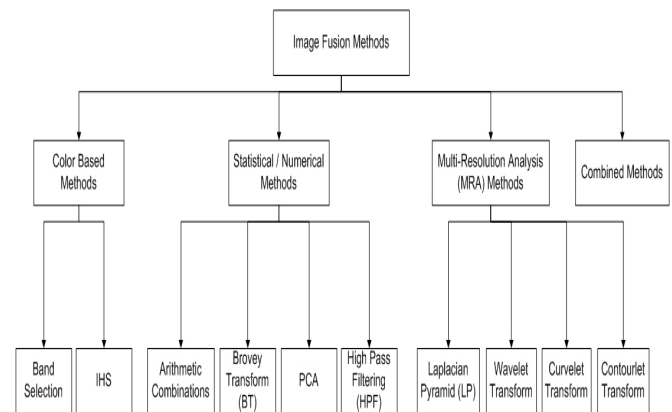 Image Fusion Methods
Color Based
Methods
Statistical / Numerical
Methods
Multi-Resolution Analysis
(MRA) Methods
Combined Methods
Band
Selection
IHS
Arithmetic
Combinations
Brovey
Transform
(BT)
PCA
High Pass
Filtering
(HPF)
Laplacian
Pyramid (LP)
Wavelet
Transform
Curvelet
Transform
Contourlet
Transform